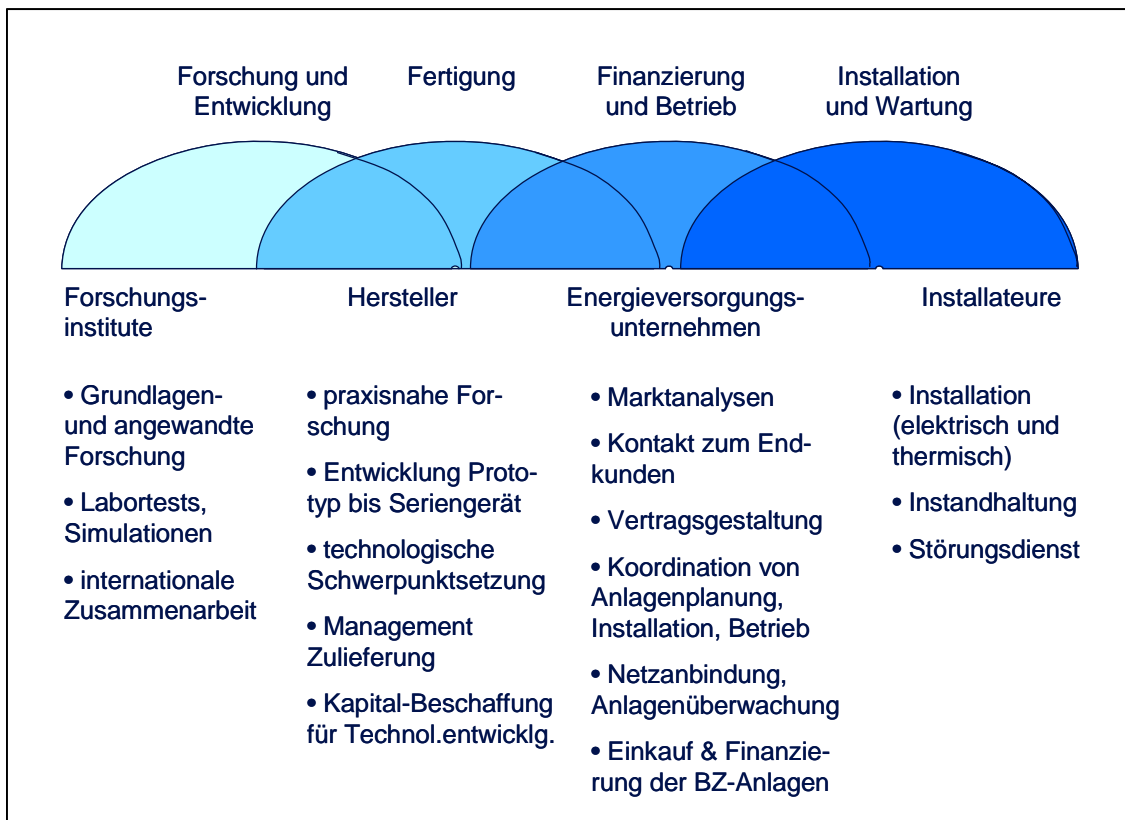 Forschung und
Entwicklung
Fertigung
Finanzierung
und Betrieb
Installation
und Wartung
Forschungs-
institute
Hersteller
Energieversorgungs-
unternehmen
Installateure
• Grundlagen-
und angewandte
Forschung
• Labortests,
Simulationen
• internationale
Zusammenarbeit
• praxisnahe For-
schung
• Entwicklung Proto-
typ bis Seriengerät
• technologische
Schwerpunktsetzung
• Management
Zulieferung
• Kapital-Beschaffung
für Technol.entwicklg.
• Marktanalysen
• Kontakt zum End-
kunden
• Vertragsgestaltung
• Koordination von
Anlagenplanung,
Installation, Betrieb
• Netzanbindung,
Anlagenüberwachung
• Einkauf & Finanzie-
rung der BZ-Anlagen
• Installation
(elektrisch und
thermisch)
• Instandhaltung
• Störungsdienst